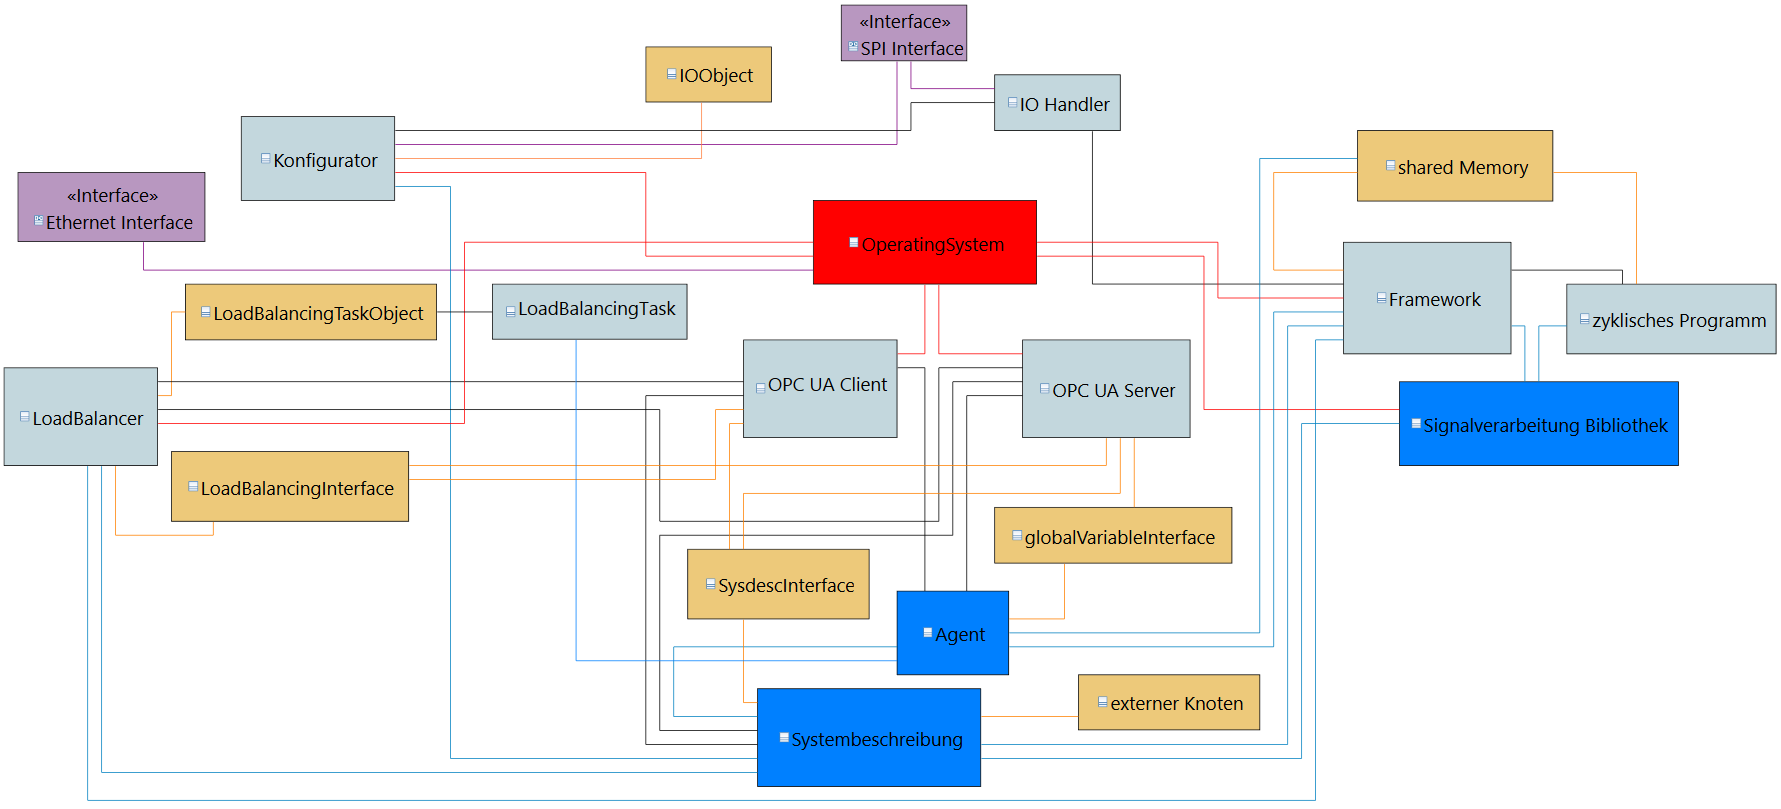 «Interface»
SPI Interface
IOObject
IO Handler
Konfigurator
shared Memory
«Interface»
Ethernet Interface
OperatingSystem
Framework
LoadBalancingTaskObject
LoadBalancingTask
zyklisches Programm
OPC UA Client
OPC UA Server
LoadBalancer
Signalverarbeitung Bibliothek
LoadBalancingInterface
globalVariableInterface
SysdescInterface
Agent
externer Knoten
Systembeschreibung